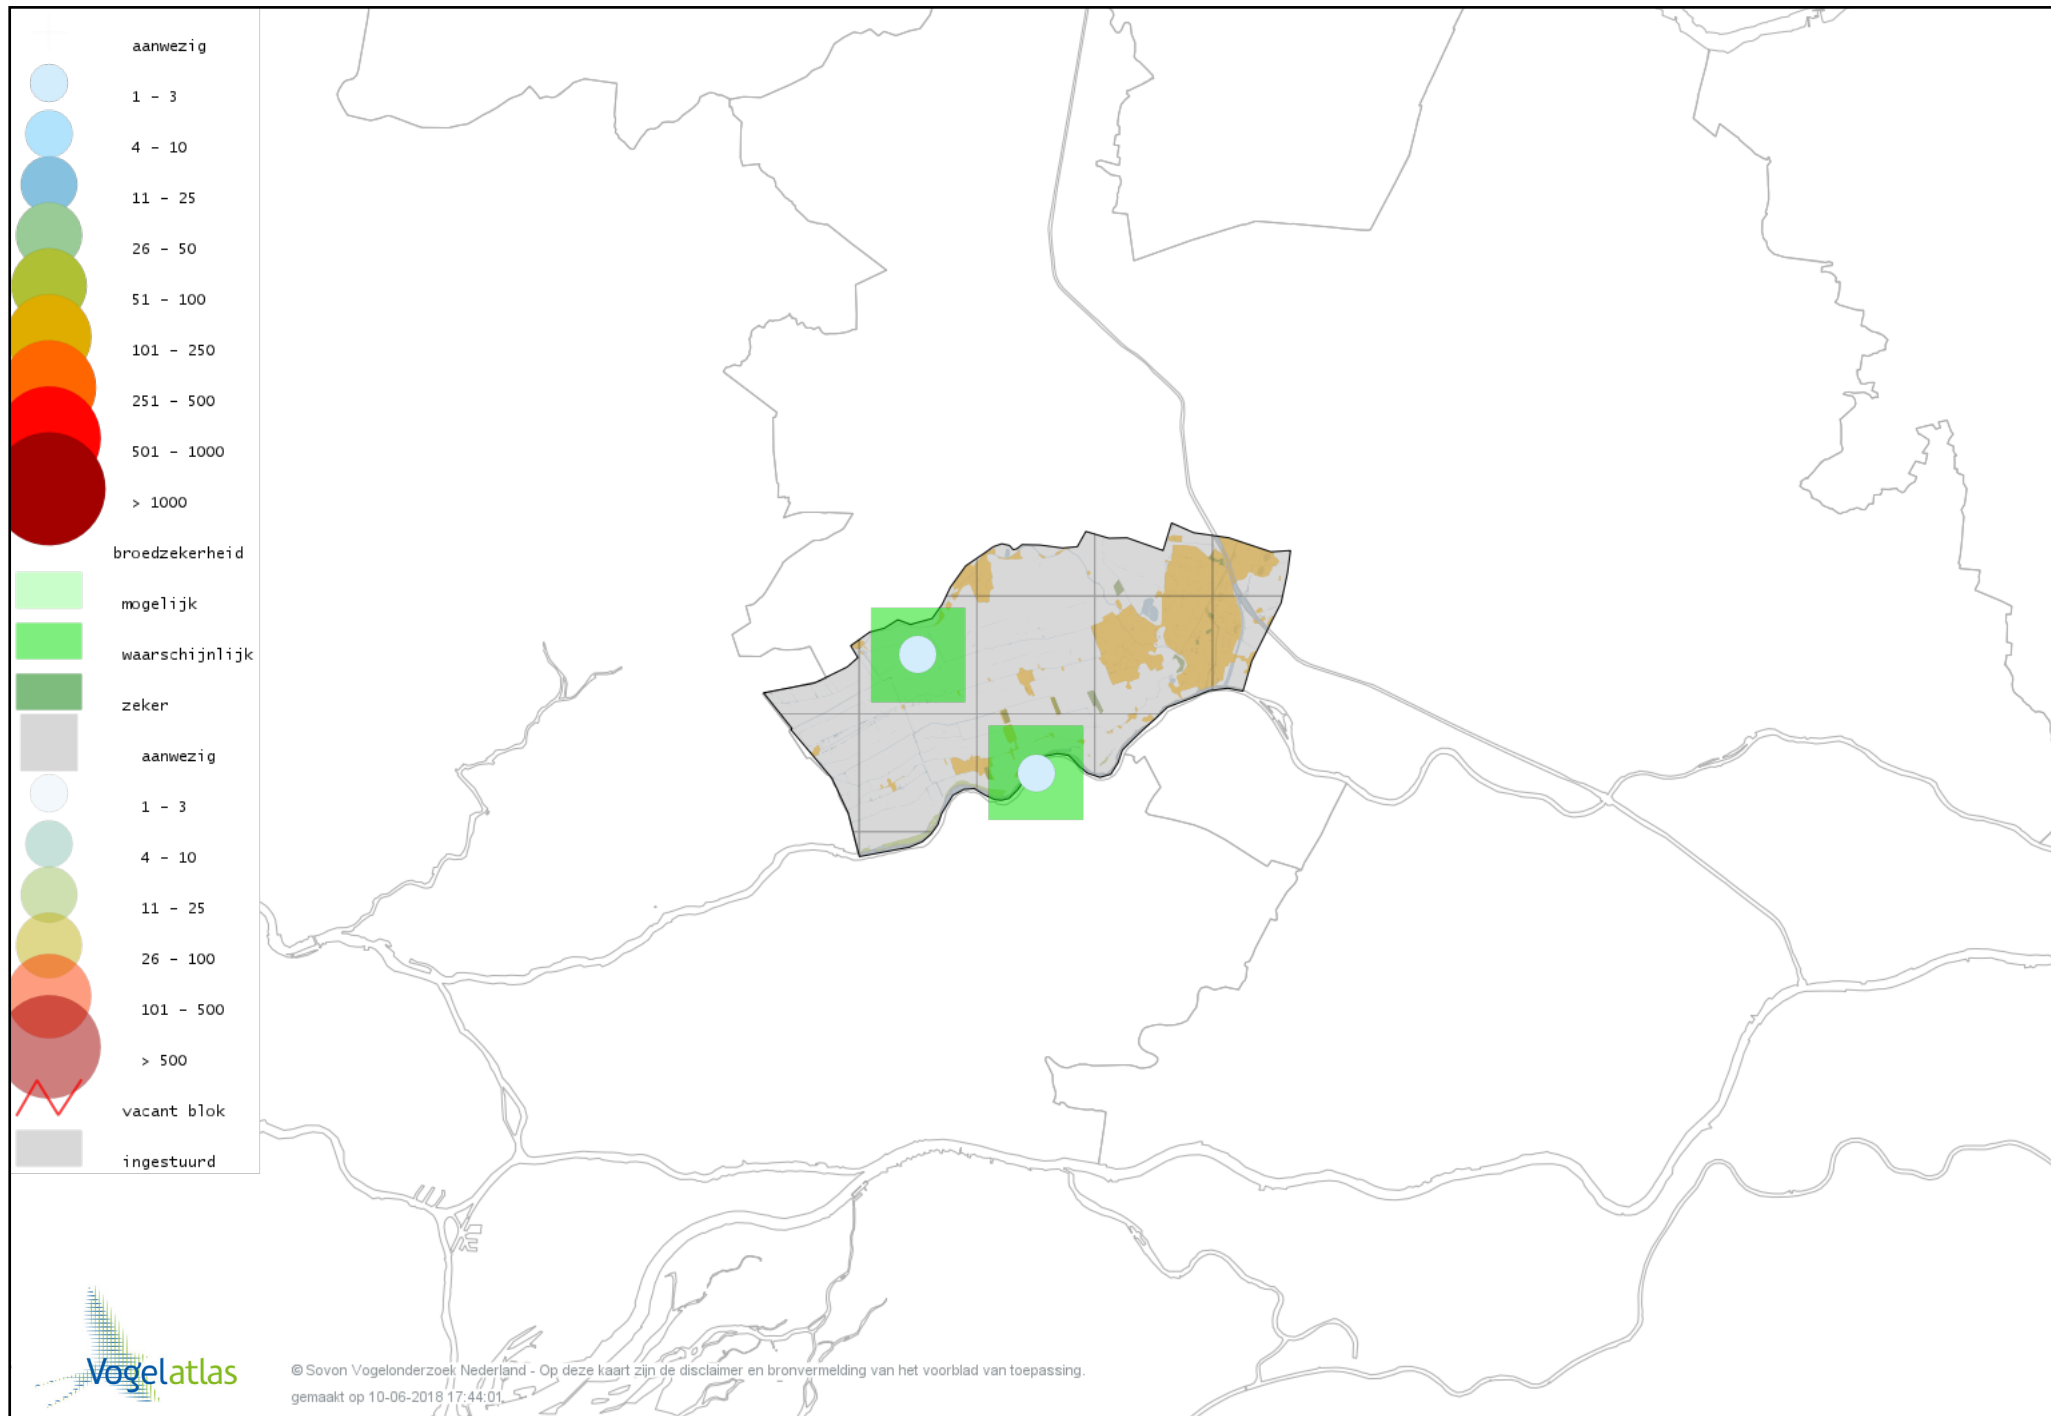 aanwezig
1 - 3
4 - 10
11 - 25
26 - 50
51 - 100
101 - 250
251 - 500
501 - 1000
> 1000
broedzekerheid
mogelijk
waarschijnlijk
zeker
aanwezig
1 - 3
4 - 10
11 - 25
26 - 100
101 - 500
> 500
vacant blok
ingestuurd
Vogelatlas
© Sovon Vogelonderzoek Nederland - Op deze kaart zijn de disclaimer en bronvermelding van het voorblad van toepassing.
gemaakt op 10-06-2018 17:44:01